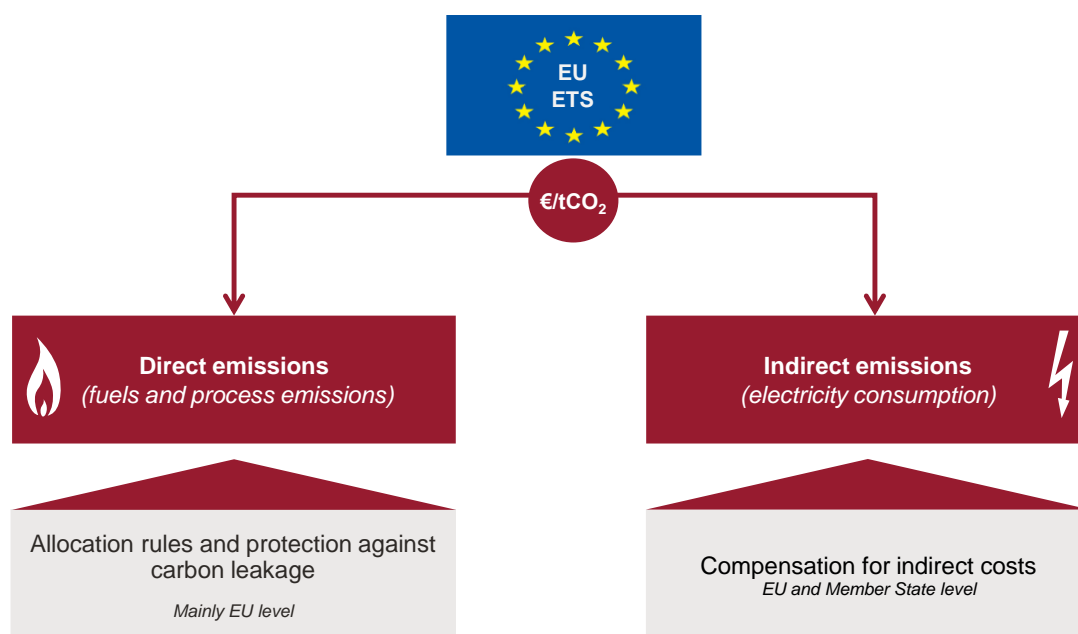 EU
ETS
€/tCO₂
Direct emissions
(fuels and process emissions)
Indirect emissions
(electricity consumption)
Allocation rules and protection against
carbon leakage
Mainly EU level
Compensation for indirect costs
EU and Member State level